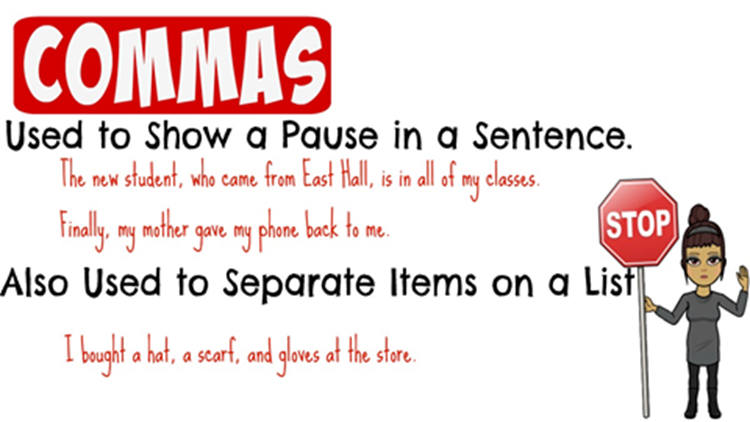 COMMAS
Used to Show a Pause in a Sentence.
The new student, who came from East Hall, is in all of my classes.
Finally, my mother gave my phone back to me.
STOP
Also Used to Separate Items on a List
I bought a hat, a scarf, and gloves at the store.